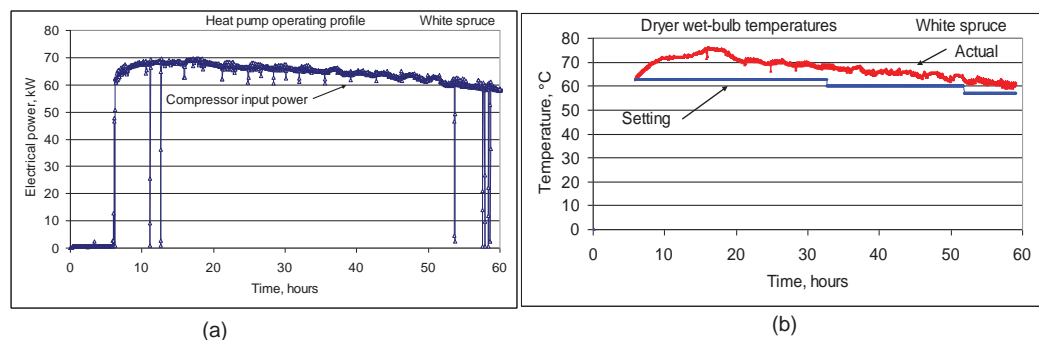 Heat pump operating profile White spruce
80
70
60
50
40
30
20
10
0
Electrical power, kW
Compressor input power
0 10 20 30 40 50 60
Time, hours
(a)
Dryer wet-bulb temperatures White spruce
80
70
60
50
40
30
20
10
0
Temperature, °C
Actual
Setting
0 10 20 30 40 50 60
Time, hours
(b)